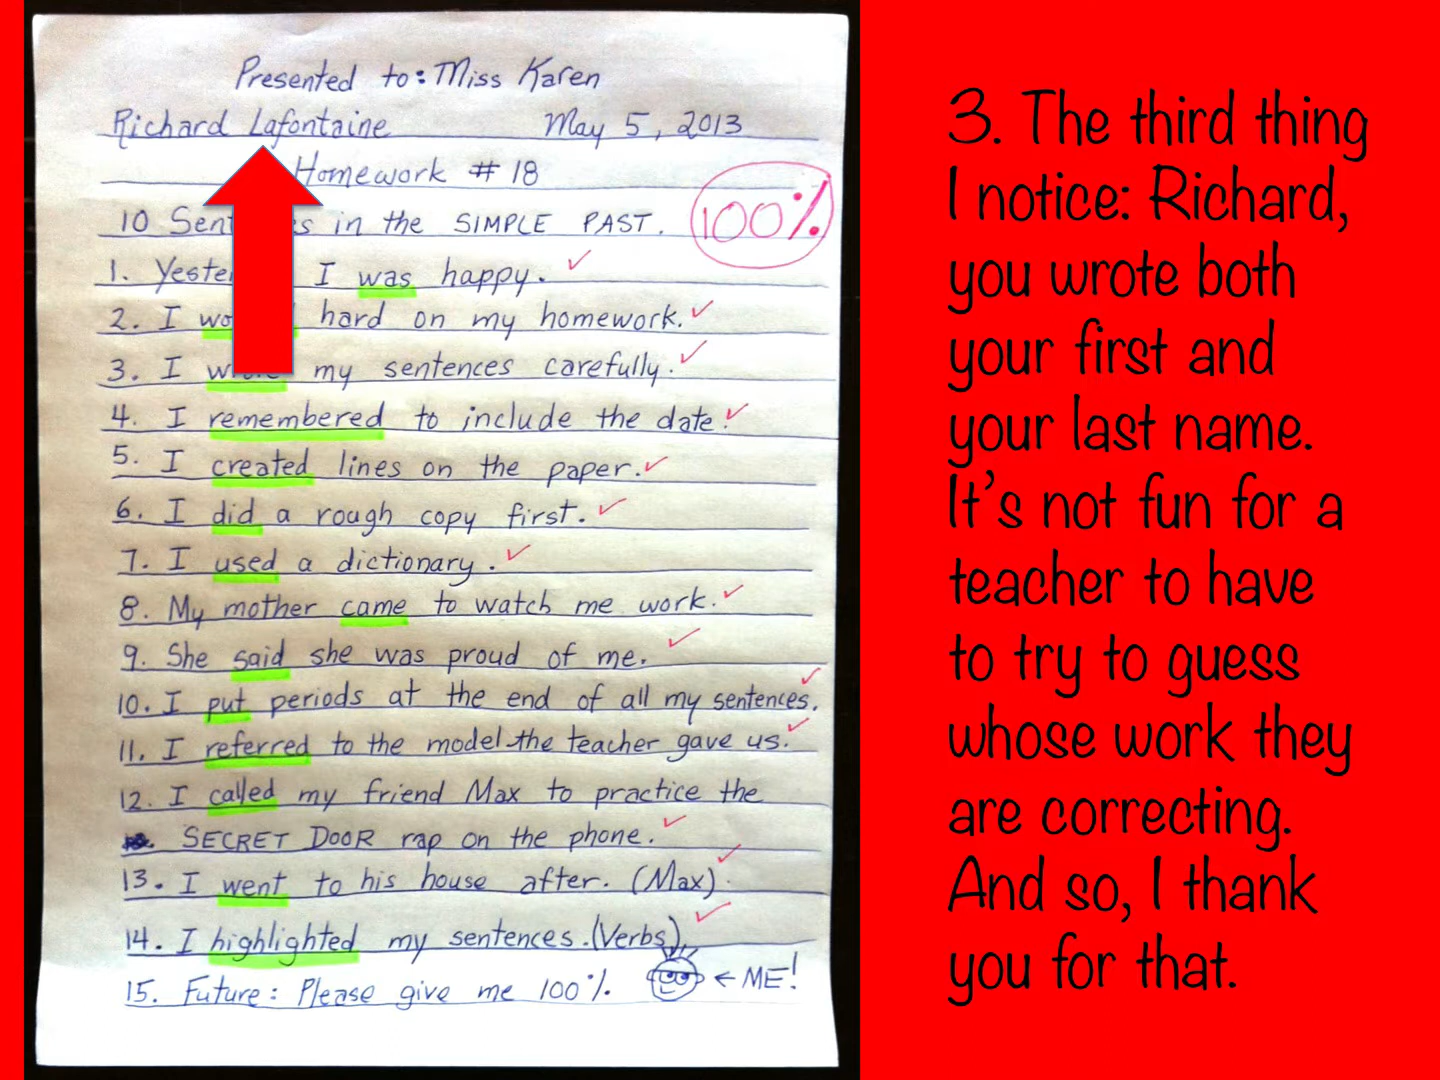 Presented to: Miss Karen
Richard Lafontaine May 5, 2013
Homework # 18
10 Sent s in the SIMPLE PAST. 100%
1. Yeste I was happy.
2. I wo hard on my homework.
3. I my sentences carefully.
4. I remembered to include the date.
5. I created lines on the paper.
6. I did a rough copy first.
7. I used a dictionary.
8. My mother came to watch me work.
9. She said she was proud of me.
10. I put periods at the end of all my sentences.
11. I referred to the model the teacher gave us.
12. I called my friend Max to practice the
SECRET DOOR rap on the phone.
13. I went to his house after. (Max)
14. I highlighted my sentences. (Verbs)
15. Future: Please give me 100% ← ME!
3. The third thing
I notice: Richard,
you wrote both
your first and
your last name.
It's not fun for a
teacher to have
to try to guess
whose work they
are correcting.
And so, I thank
you for that.